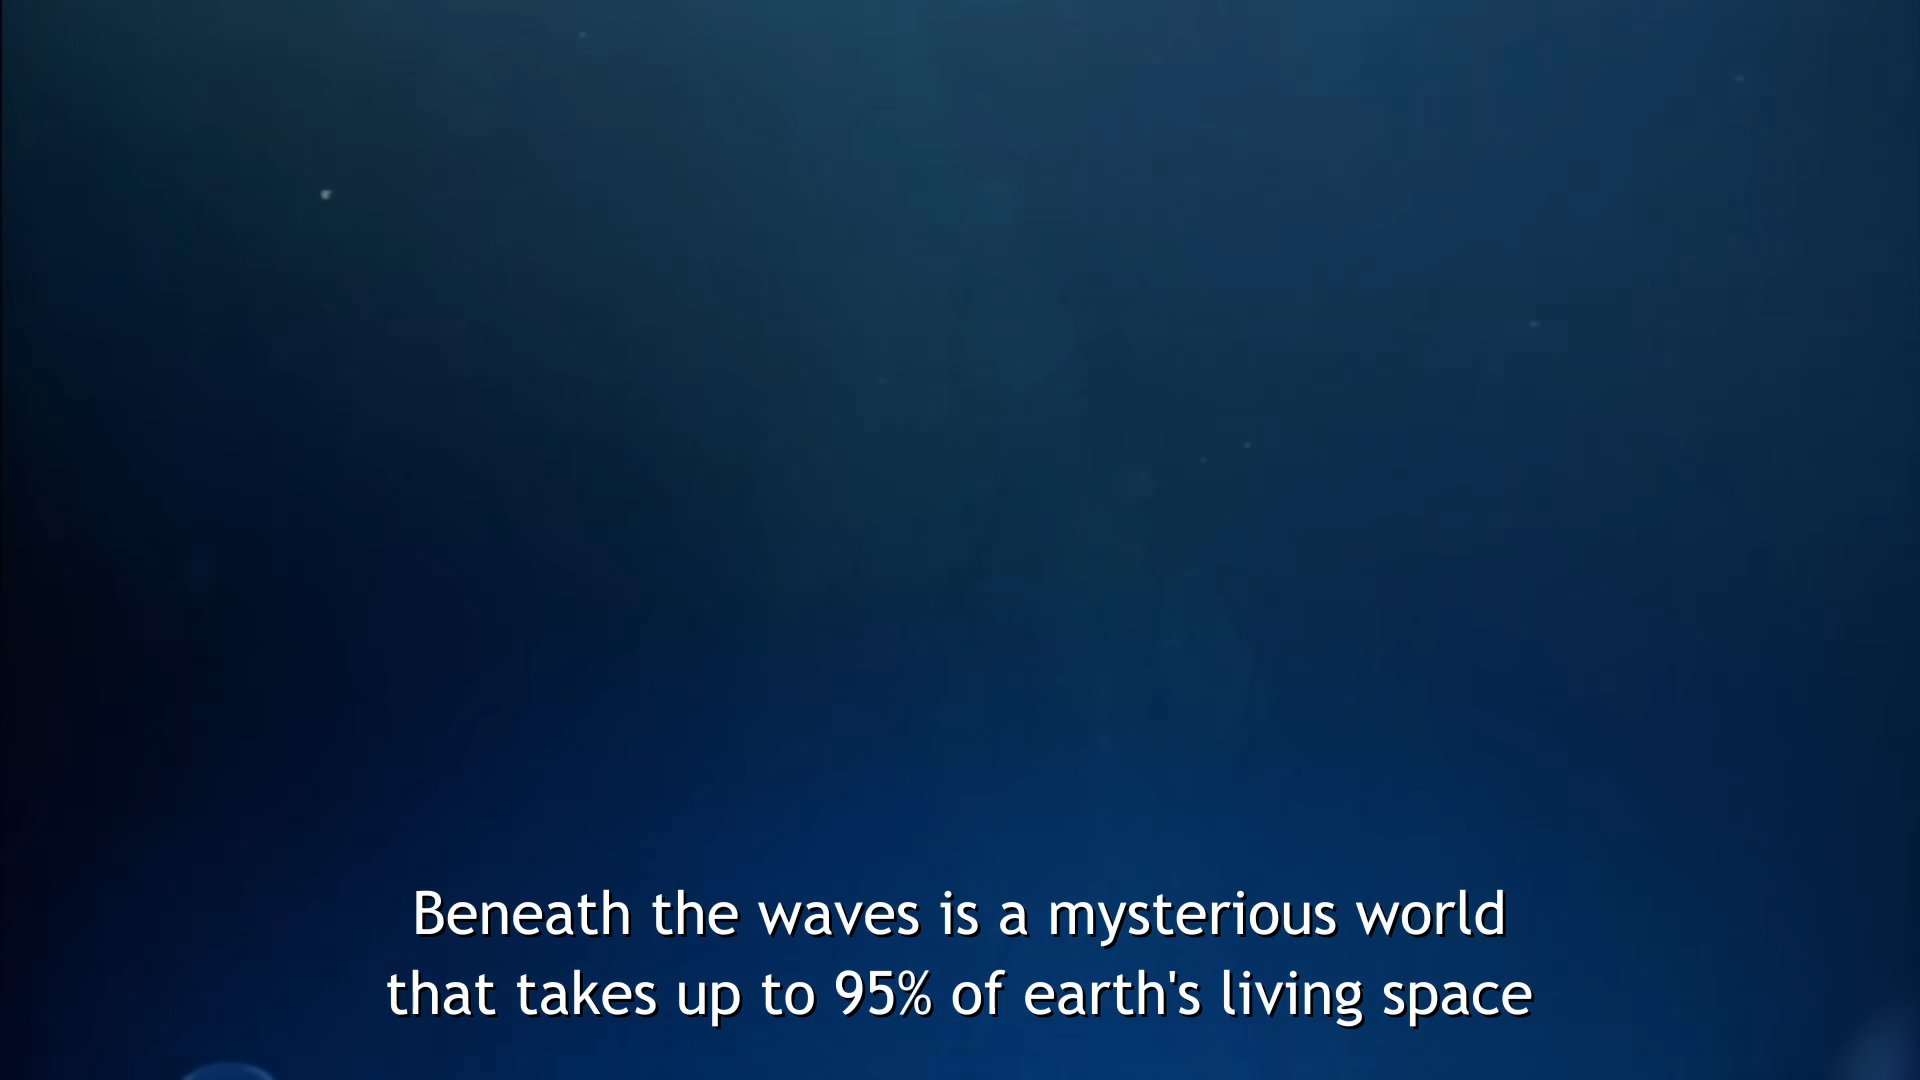 Beneath the waves is a mysterious world
that takes up to 95% of earth's living space